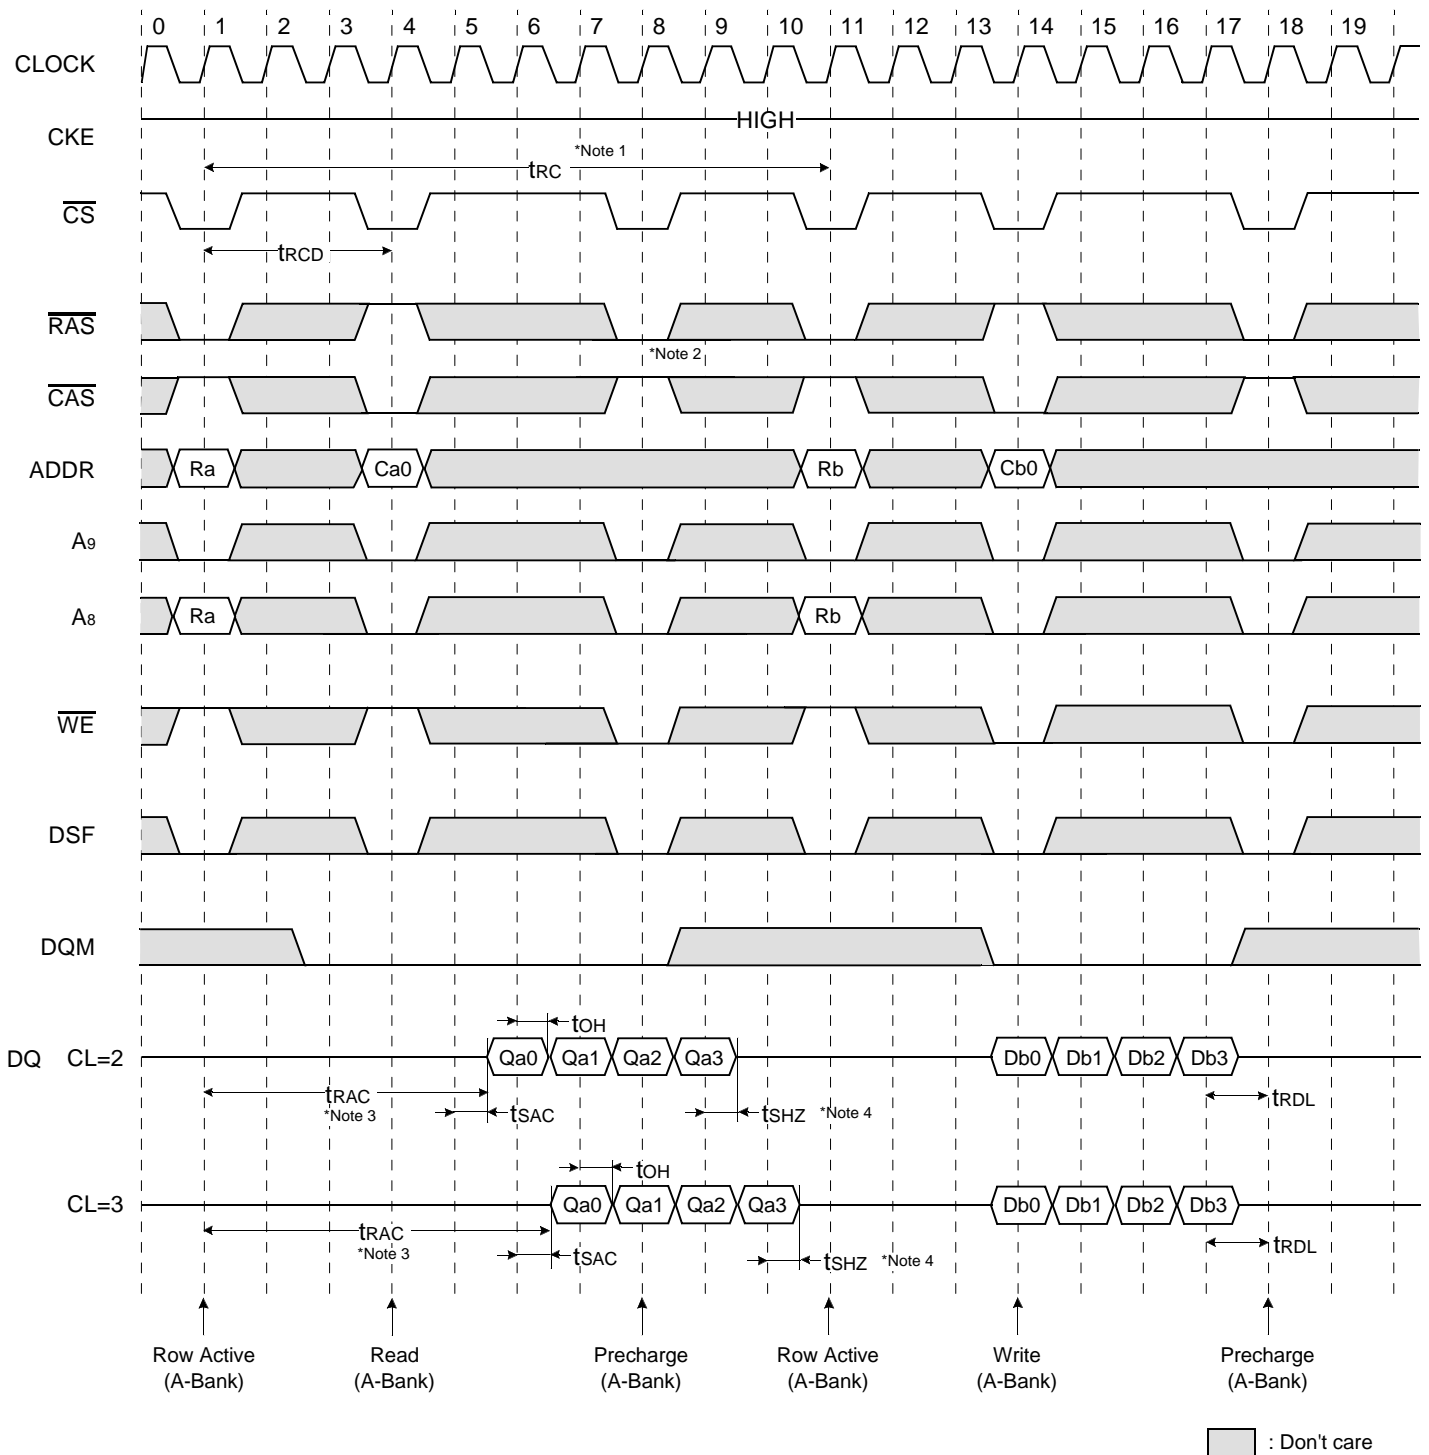 0 1 2 3 4 5 6 7 8 9 10 11 12 13 14 15 16 17 18 19
CLOCK
HIGH
CKE
*Note 1
tRC
CS
tRCD
RAS
*Note 2
CAS
ADDR Ra Ca0 Rb Cb0
A9
A8 Ra Rb
WE
DSF
DQM
tOH
DQ CL=2 Qa0 Qa1 Qa2 Qa3 Db0 Db1 Db2 Db3
tRAC tRDL
*Note 3 tSAC tSHZ *Note 4
tOH
CL=3 Qa0 Qa1 Qa2 Qa3 Db0 Db1 Db2 Db3
tRAC tRDL
*Note 3 tSAC tSHZ *Note 4
Row Active Read Precharge Row Active Write Precharge
(A-Bank) (A-Bank) (A-Bank) (A-Bank) (A-Bank) (A-Bank)
: Don't care